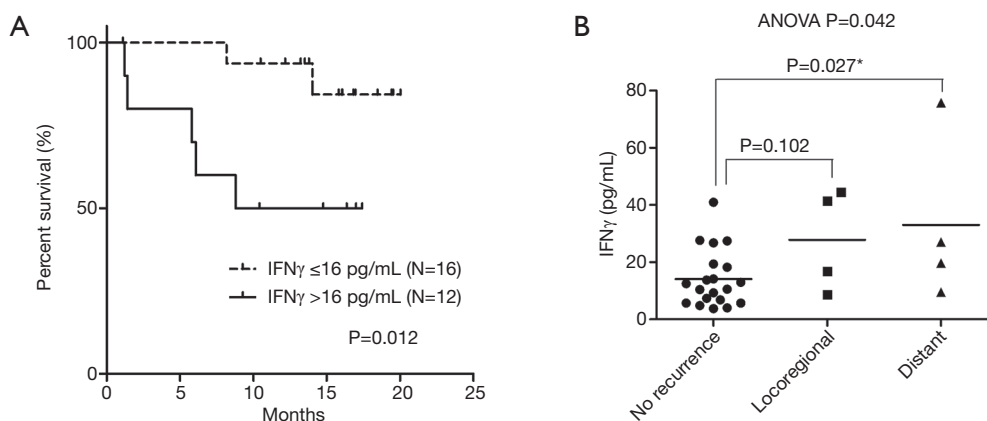 A
Percent survival (%)
100
50
0
0 5 10 15 20 25
Months
IFNγ ≤16 pg/mL (N=16)
IFNγ >16 pg/mL (N=12)
P=0.012
B
ANOVA P=0.042
P=0.027*
P=0.102
IFNγ (pg/mL)
80
60
40
20
0
No recurrence
Locoregional
Distant